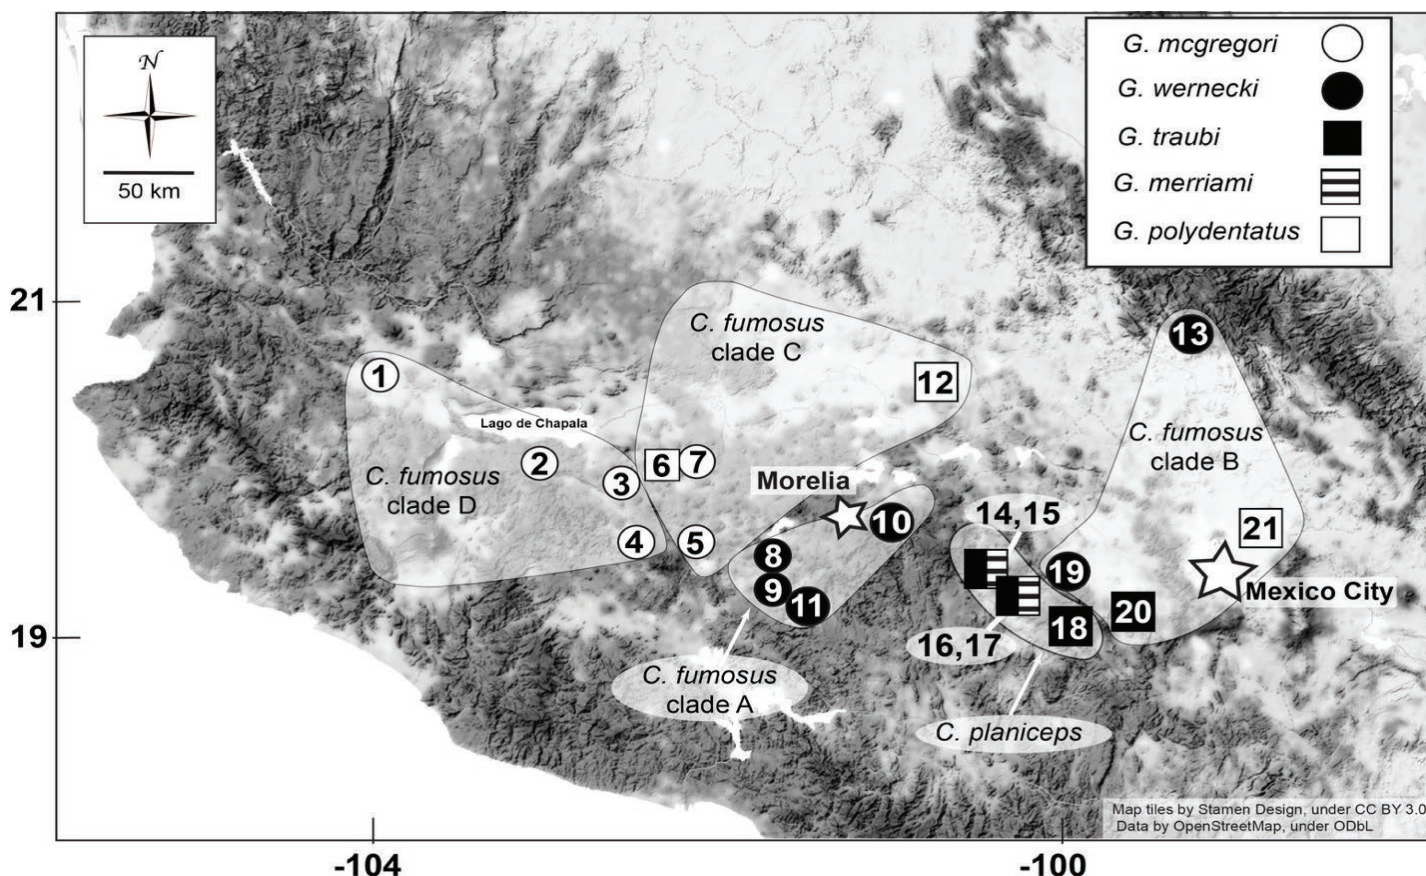 N
50 km
G. mcgregori
G. wernecki
G. traubi
G. merriami
G. polydentatus
21
19
-104
-100
C. fumosus
clade C
13
1
12
Lago de Chapala
C. fumosus
clade B
2
6
7
3
C. fumosus
clade D
Morelia
10
14,15
21
4
5
8
19
Mexico City
9
11
20
18
16,17
C. fumosus
clade A
C. planiceps
Map tiles by Stamen Design, under CC BY 3.0
Data by OpenStreetMap, under ODbL